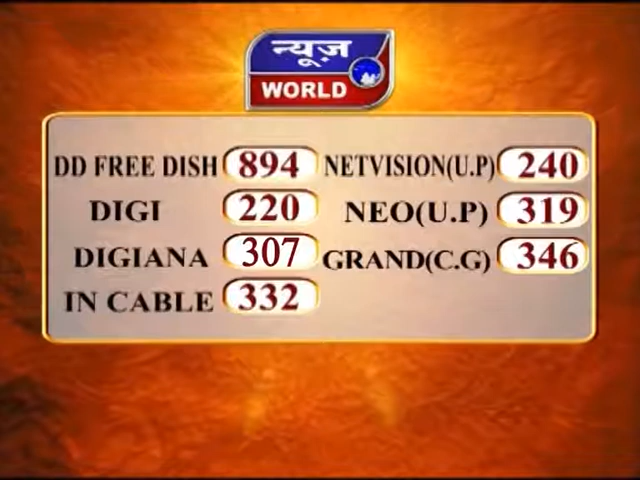 न्यूज़
WORLD
DD FREE DISH 894 NETVISION(U.P) 240
DIGI 220 NEO(U.P) 319
DIGIANA 307 GRAND(C.G) 346
IN CABLE 332